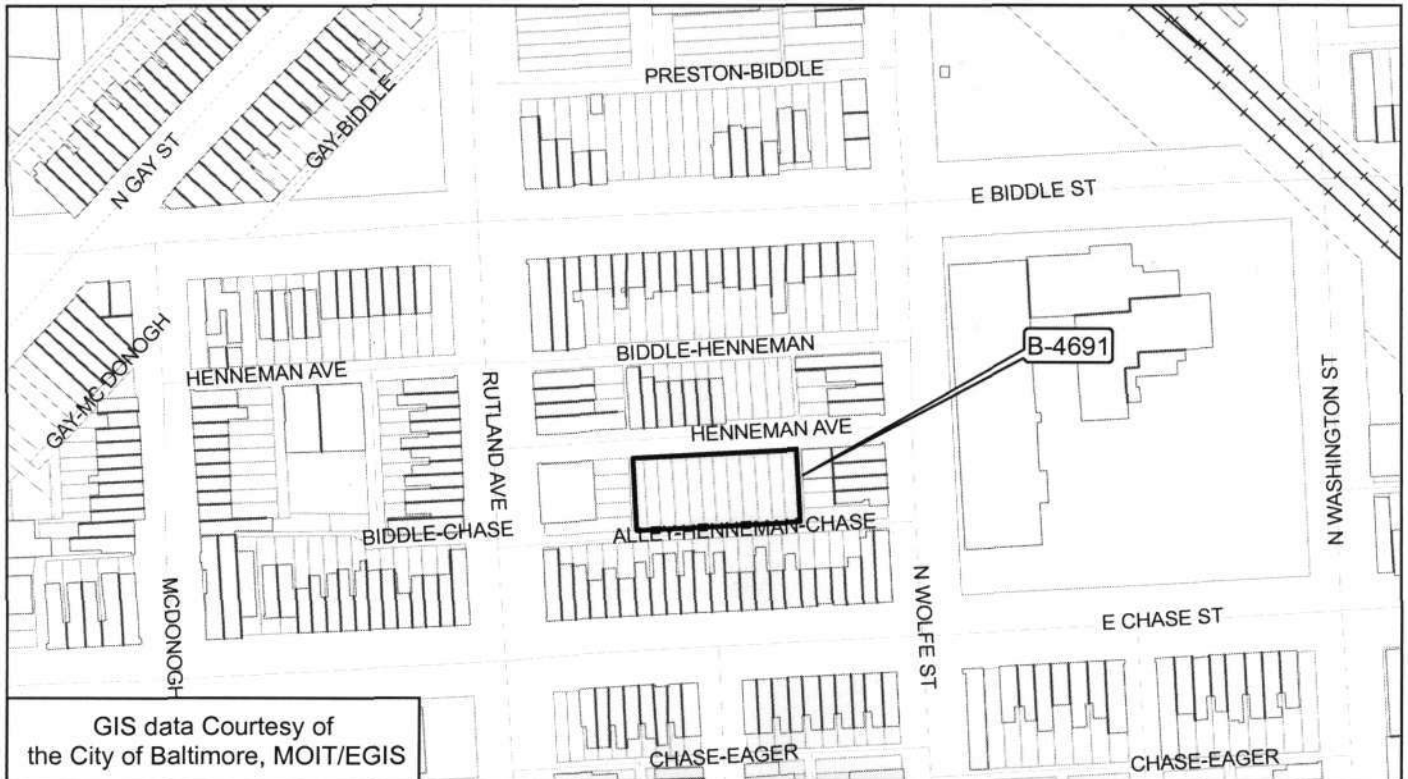 PRESTON-BIDDLE
GAY-BIDDLE
N GAY ST
E BIDDLE ST
BIDDLE-HENNEMAN
B-4691
HENNEMAN AVE
GAY-MC DONOGH
RUTLAND AVE
HENNEMAN AVE
N WASHINGTON ST
BIDDLE-CHASE
ALLEY-HENNEMAN-CHASE
MCDONOGH
N WOLFE ST
E CHASE ST
GIS data Courtesy of
the City of Baltimore, MOIT/EGIS
CHASE-EAGER
CHASE-EAGER